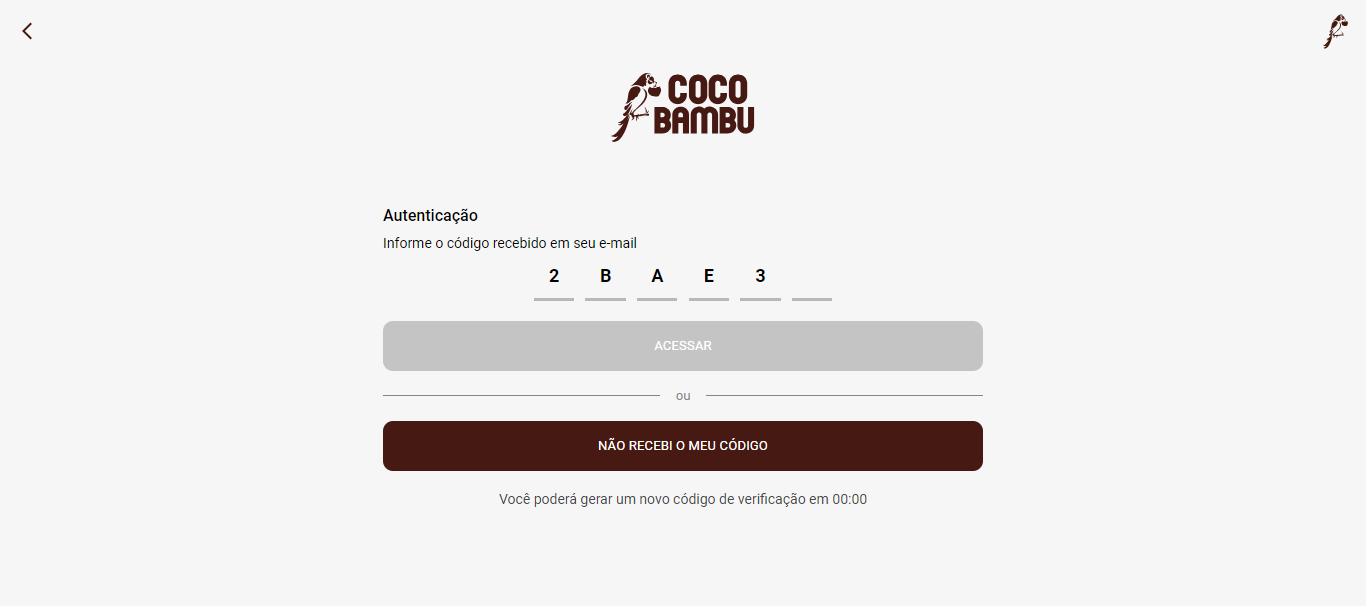 COCO
BAMBU
Autenticação
Informe o código recebido em seu e-mail
2 B A E 3
ACESSAR
ou
NÃO RECEBI O MEU CÓDIGO
Você poderá gerar um novo código de verificação em 00:00